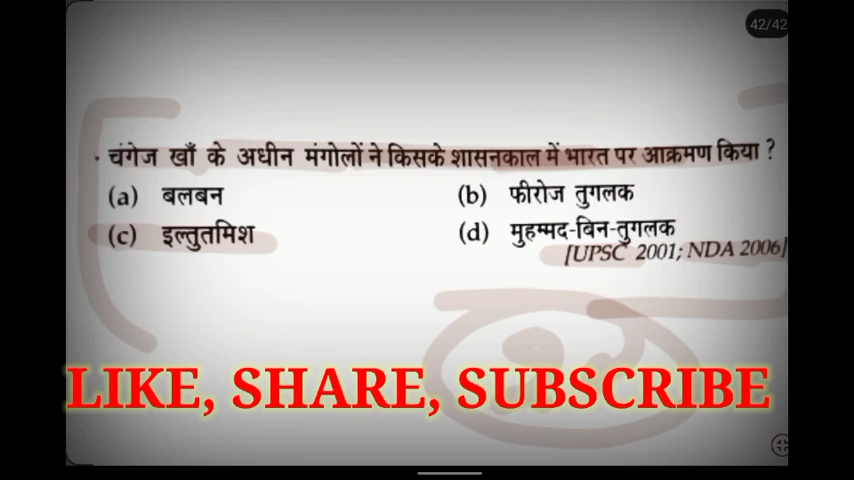 42/42
चंगेज खाँ के अधीन मंगोलों ने किसके शासनकाल में भारत पर आक्रमण किया ?
(a) बलबन (b) फीरोज तुगलक
(c) इल्तुतमिश (d) मुहम्मद-बिन-तुगलक
[UPSC 2001; NDA 2006]
LIKE, SHARE, SUBSCRIBE